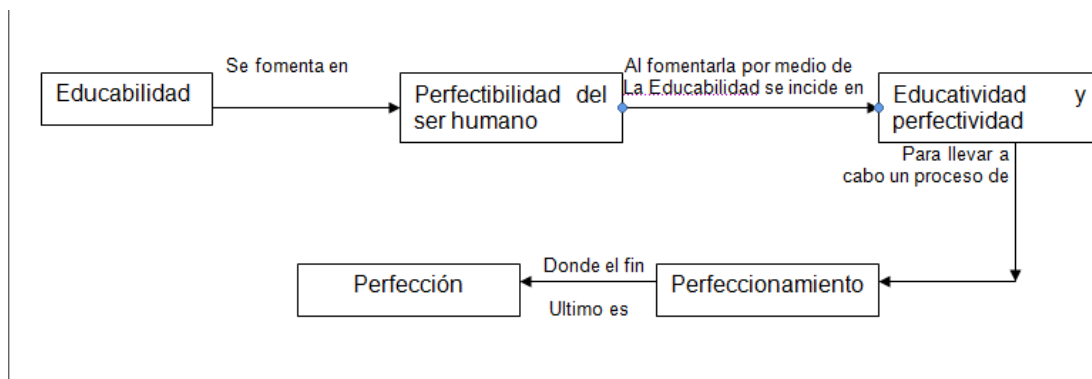 Educabilidad
Se fomenta en
Perfectibilidad del
ser humano
Al fomentarla por medio de
La Educabilidad se incide en
Educatividad y
perfectividad
Para llevar a
cabo un proceso de
Perfeccionamiento
Donde el fin
Ultimo es
Perfección